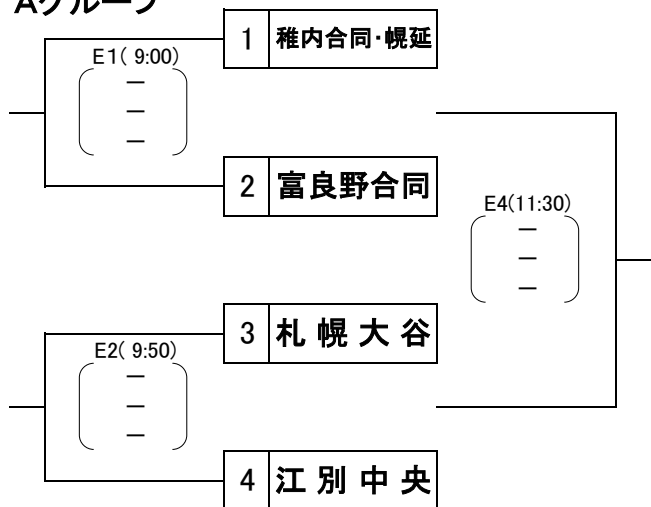 Aグループ
1 稚内合同・幌延
E1( 9:00)
－
－
－
2 富良野合同
E4(11:30)
－
－
－
3 札幌大谷
E2( 9:50)
－
－
－
4 江別中央